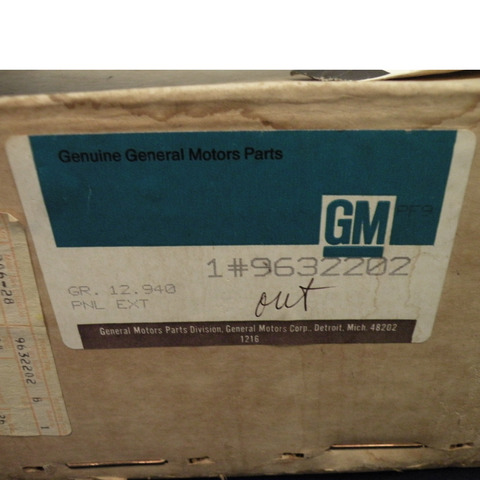 Genuine General Motors Parts
GM
1#9632202
GR. 12.940
PNL EXT
out
General Motors Parts Division, General Motors Corp., Detroit, Mich. 48202
1216
9632202 B 1